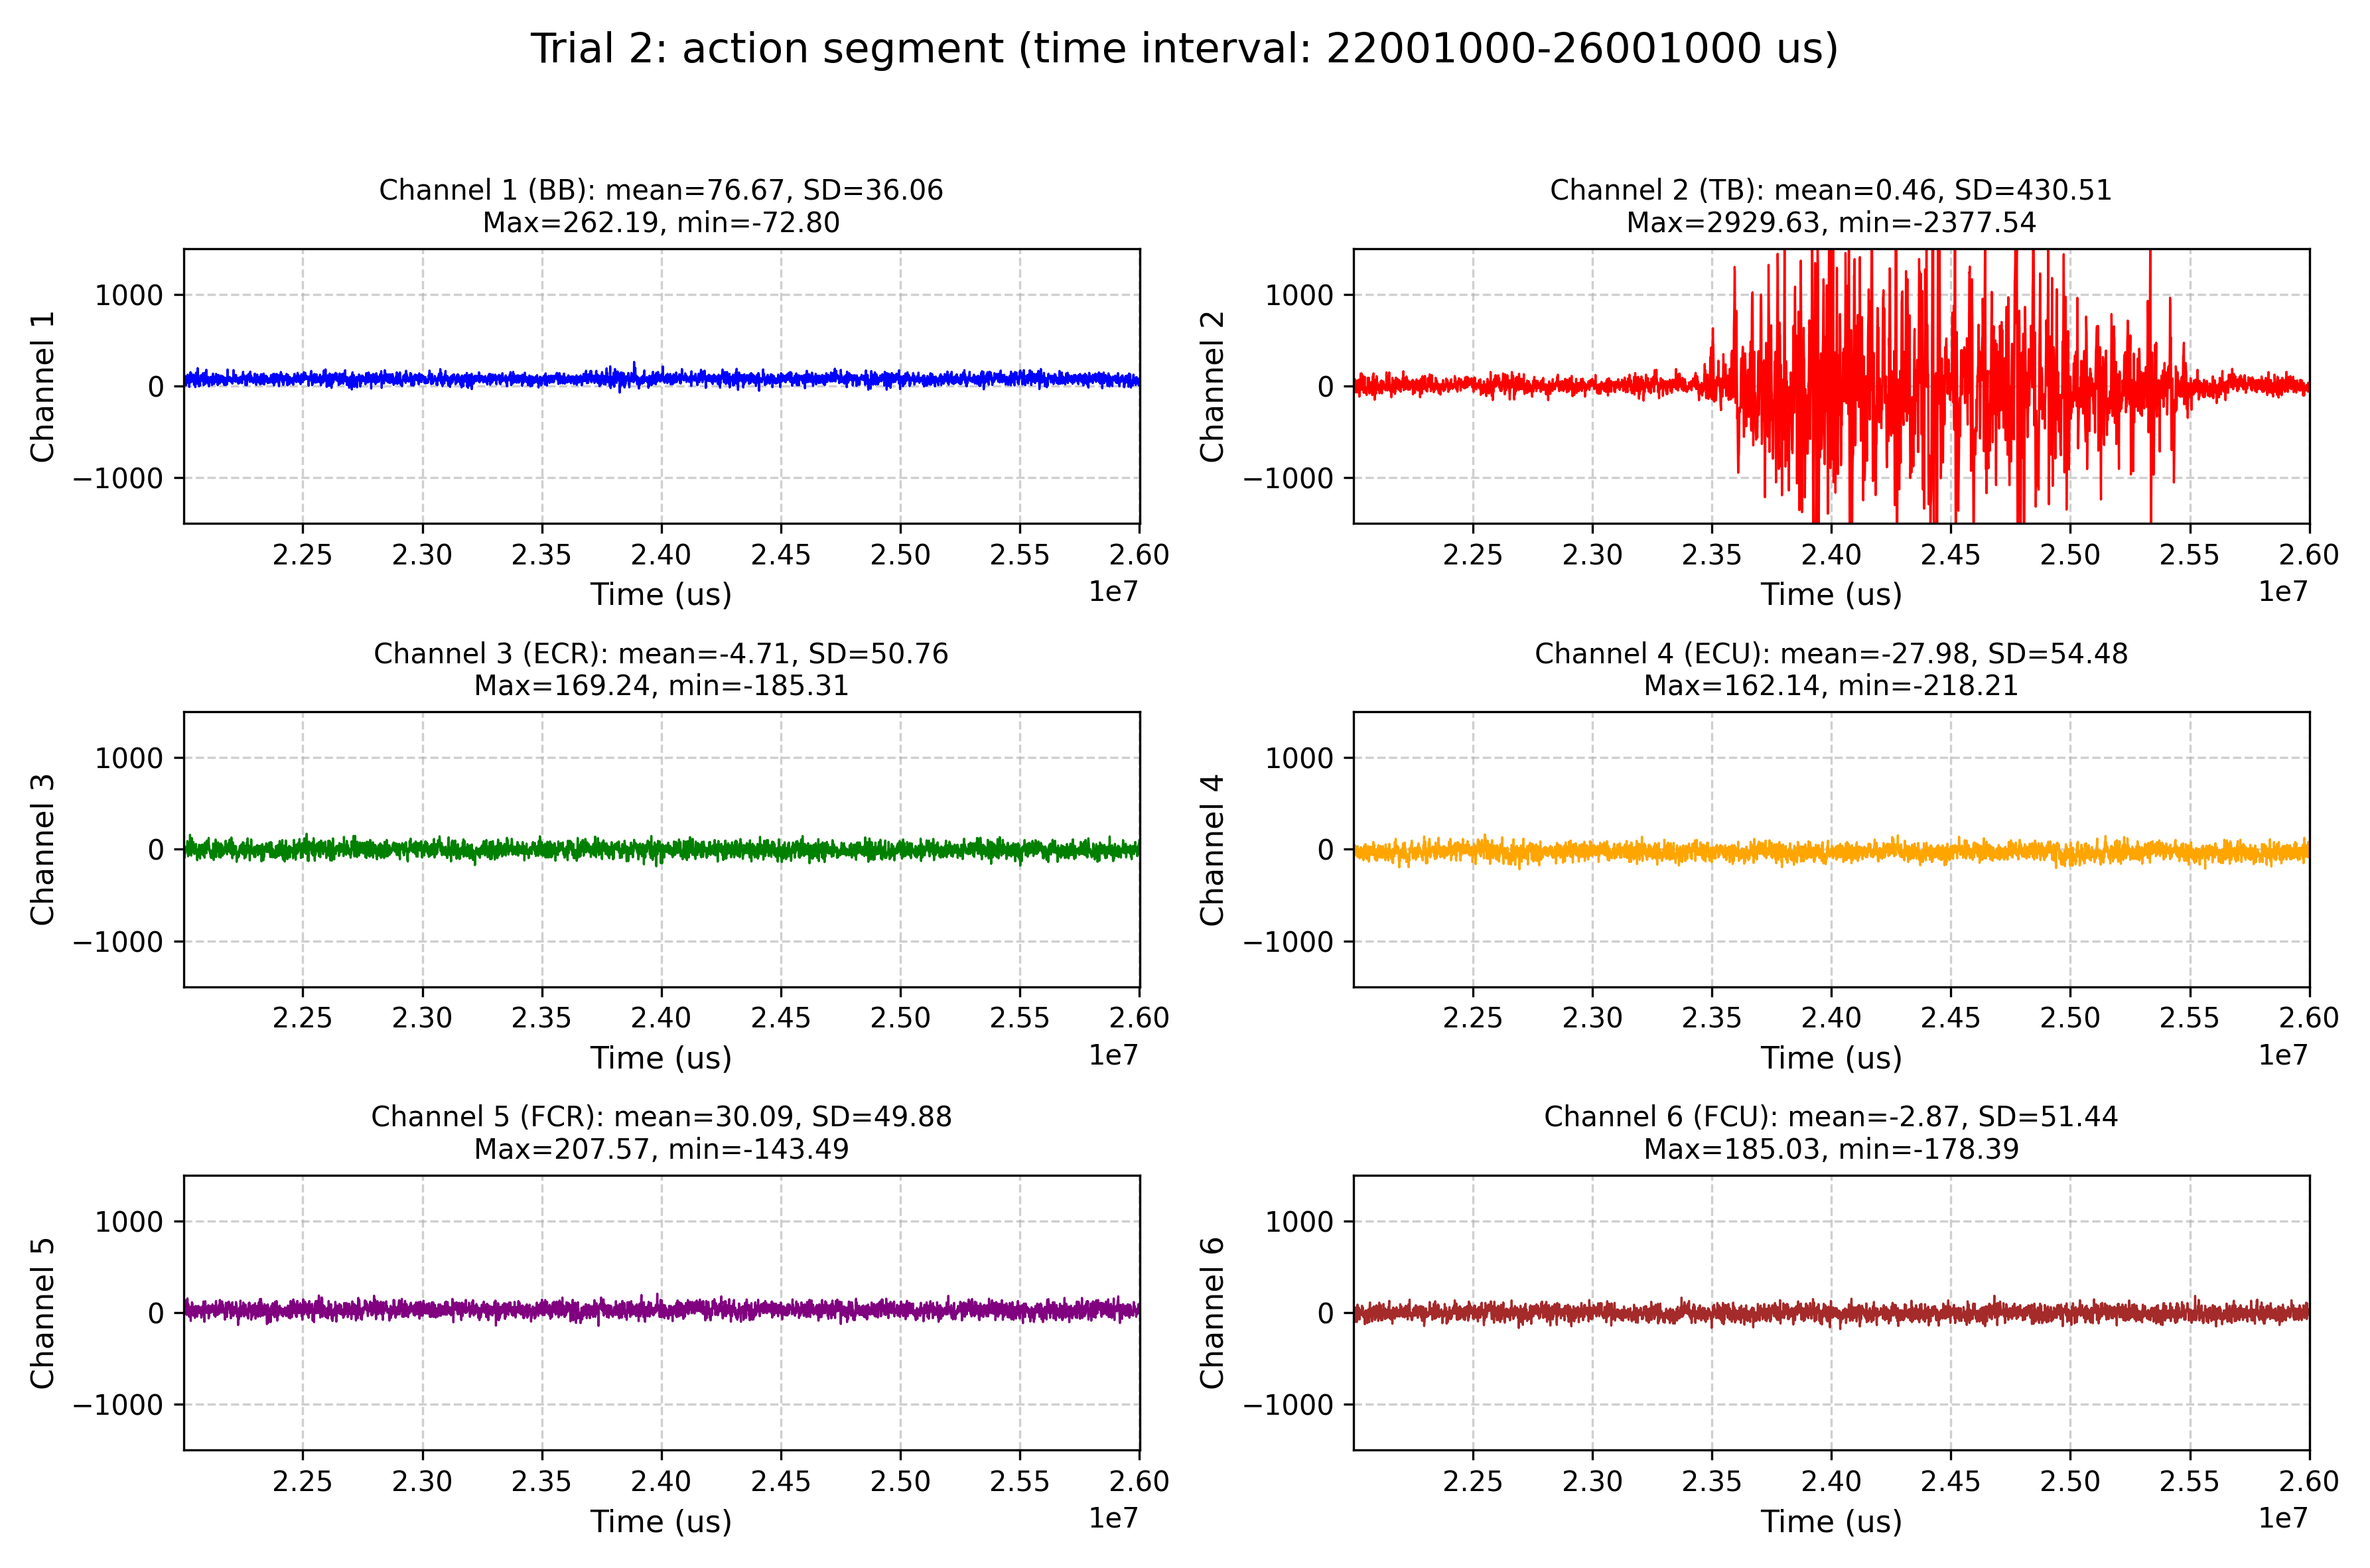 Trial 2: action segment (time interval: 22001000-26001000 us)
Channel 1 (BB): mean=76.67, SD=36.06
Max=262.19, min=-72.80
Channel 1
1000
0
−1000
2.25 2.30 2.35 2.40 2.45 2.50 2.55 2.60
Time (us)
1e7
Channel 2 (TB): mean=0.46, SD=430.51
Max=2929.63, min=-2377.54
Channel 2
1000
0
−1000
2.25 2.30 2.35 2.40 2.45 2.50 2.55 2.60
Time (us)
1e7
Channel 3 (ECR): mean=-4.71, SD=50.76
Max=169.24, min=-185.31
Channel 3
1000
0
−1000
2.25 2.30 2.35 2.40 2.45 2.50 2.55 2.60
Time (us)
1e7
Channel 4 (ECU): mean=-27.98, SD=54.48
Max=162.14, min=-218.21
Channel 4
1000
0
−1000
2.25 2.30 2.35 2.40 2.45 2.50 2.55 2.60
Time (us)
1e7
Channel 5 (FCR): mean=30.09, SD=49.88
Max=207.57, min=-143.49
Channel 5
1000
0
−1000
2.25 2.30 2.35 2.40 2.45 2.50 2.55 2.60
Time (us)
1e7
Channel 6 (FCU): mean=-2.87, SD=51.44
Max=185.03, min=-178.39
Channel 6
1000
0
−1000
2.25 2.30 2.35 2.40 2.45 2.50 2.55 2.60
Time (us)
1e7